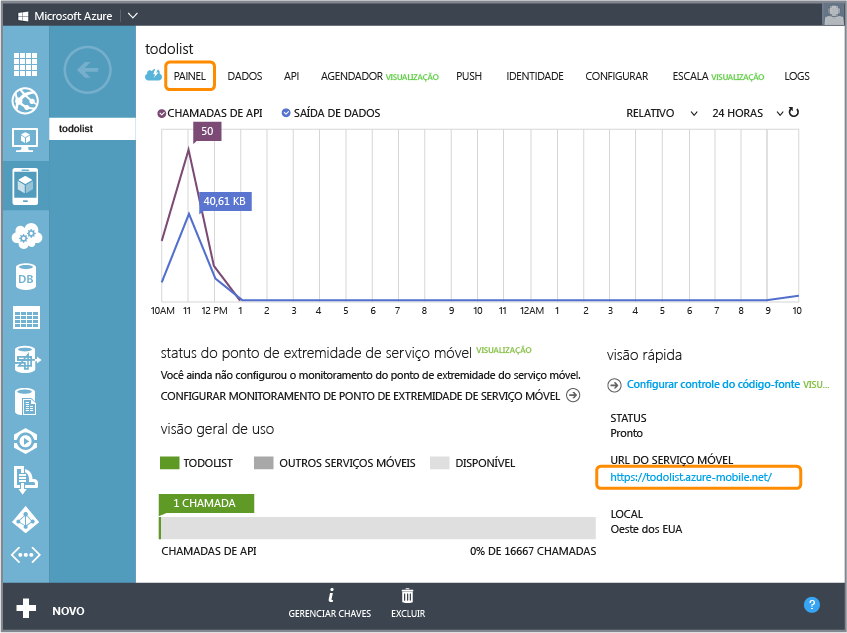 Microsoft Azure
todolist
PAINEL DADOS API AGENDADOR VISUALIZAÇÃO PUSH IDENTIDADE CONFIGURAR ESCALA VISUALIZAÇÃO LOGS
todolist
CHAMADAS DE API SAÍDA DE DADOS RELATIVO 24 HORAS
50
40,61 KB
10AM 11 12 PM 1 2 3 4 5 6 7 8 9 10 11 12AM 1 2 3 4 5 6 7 8 9 10
status do ponto de extremidade de serviço móvel VISUALIZAÇÃO
Você ainda não configurou o monitoramento do ponto de extremidade do serviço móvel.
CONFIGURAR MONITORAMENTO DE PONTO DE EXTREMIDADE DE SERVIÇO MÓVEL
visão geral de uso
TODOLIST OUTROS SERVIÇOS MÓVEIS DISPONÍVEL
1 CHAMADA
CHAMADAS DE API 0% DE 16667 CHAMADAS
visão rápida
Configurar controle do código-fonte VISU...
STATUS
Pronto
URL DO SERVIÇO MÓVEL
https://todolist.azure-mobile.net/
LOCAL
Oeste dos EUA
DB
NOVO
GERENCIAR CHAVES
EXCLUIR
?